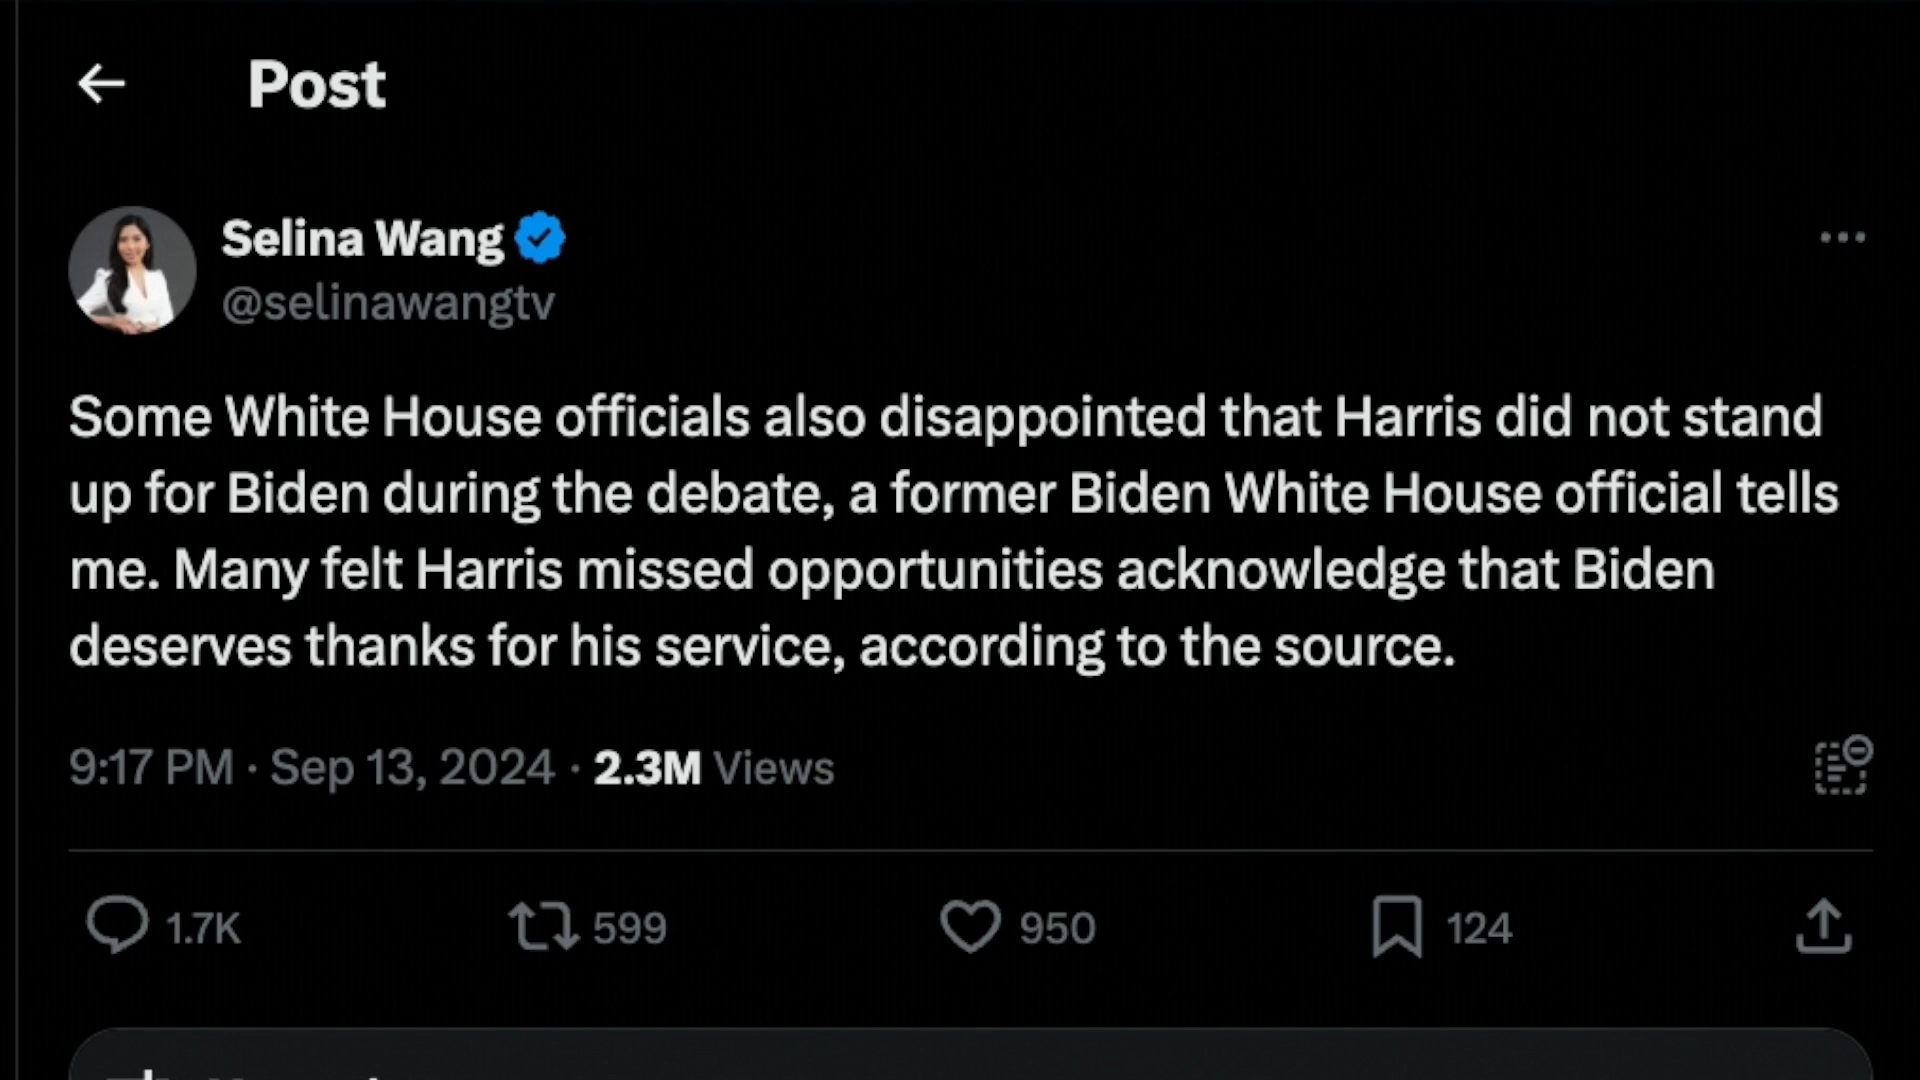 Post
Selina Wang
@selinawangtv
Some White House officials also disappointed that Harris did not stand
up for Biden during the debate, a former Biden White House official tells
me. Many felt Harris missed opportunities acknowledge that Biden
deserves thanks for his service, according to the source.
9:17 PM · Sep 13, 2024 · 2.3M Views
1.7K 599 950 124